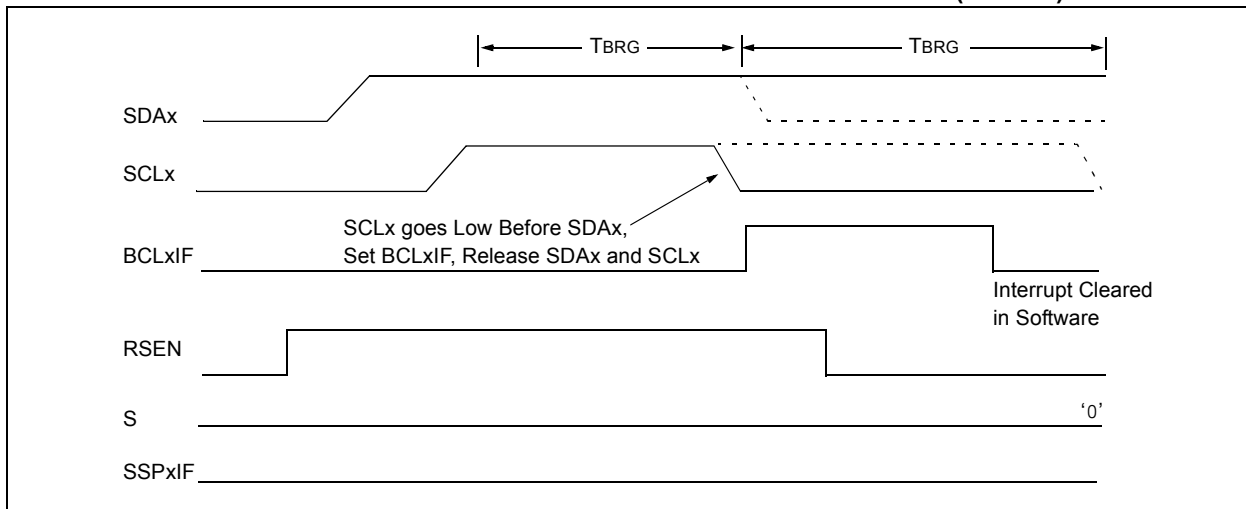 TBRG
TBRG
SDAx
SCLx
SCLx goes Low Before SDAx,
Set BCLxIF, Release SDAx and SCLx
BCLxIF
Interrupt Cleared
in Software
RSEN
S
‘0’
SSPxIF